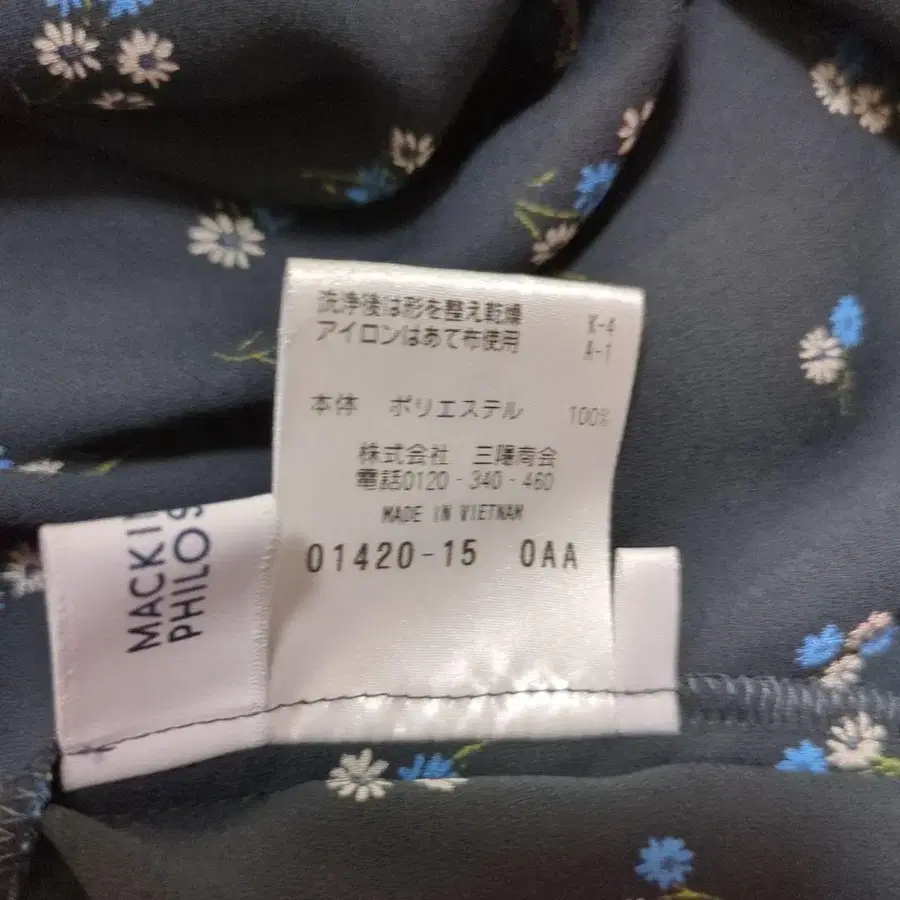 洗浄後は形を整え乾燥 K-4
アイロンはあて布使用 A-1
本体 ポリエステル 100%
株式会社 三陽商会
電話0120-340-460
MADE IN VIETNAM
01420-15 0AA
MACKI
PHILOS